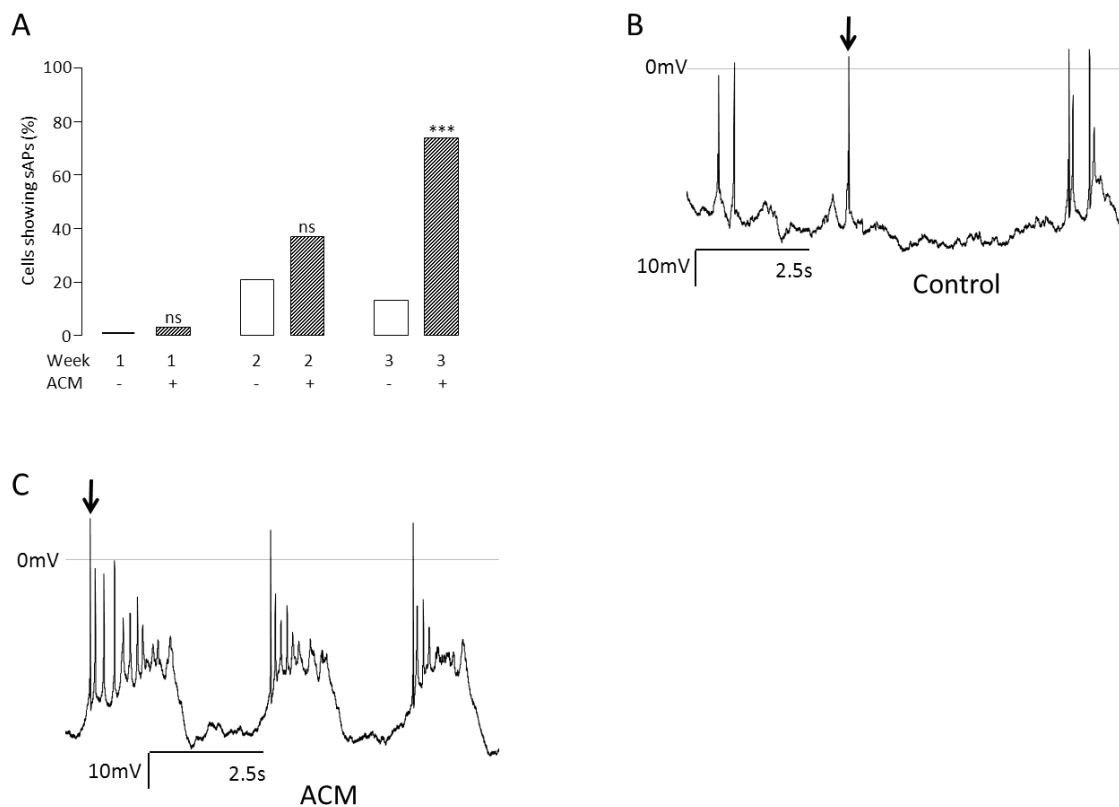 A
Cells showing sAPs (%)
100
80
60
40
20
0
ns
ns
***
Week 1 1 2 2 3 3
ACM - + - + - +
B
0mV
10mV
2.5s
Control
C
0mV
10mV
2.5s
ACM